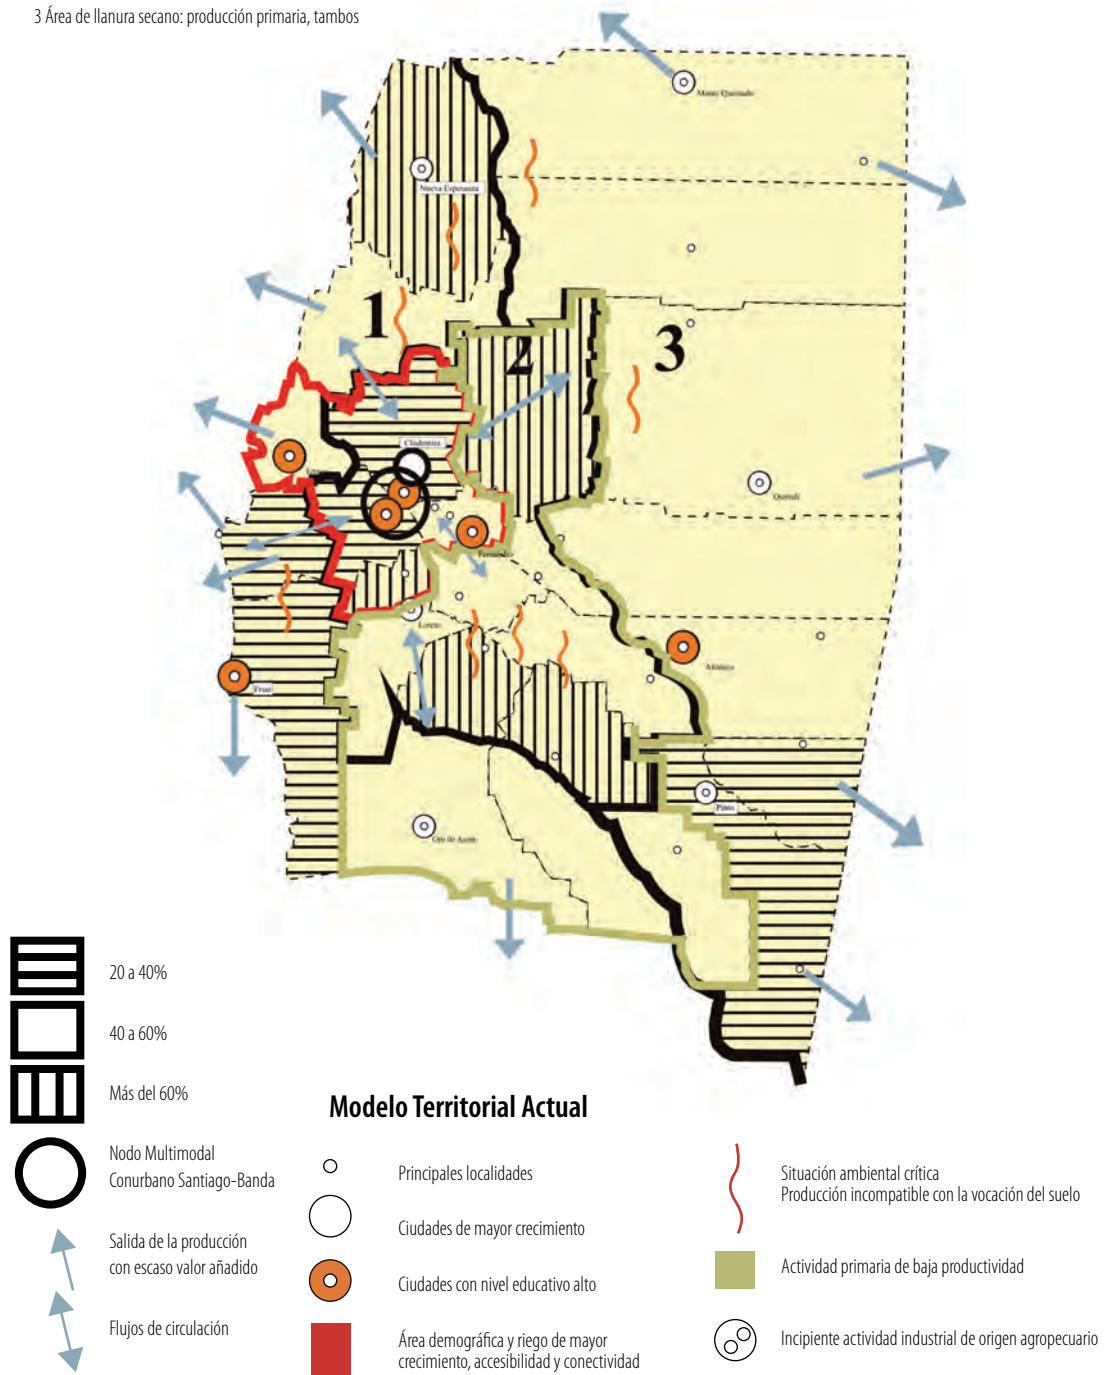 3 Área de llanura secano: producción primaria, tambos
Monte Quemado
Nueva Esperanza
1
2
3
Clodomira
Quimilí
Fernández
Loreto
Añatuya
Frías
Pinto
Ojo de Agua
20 a 40%
40 a 60%
Más del 60%
Nodo Multimodal
Conurbano Santiago-Banda
Salida de la producción
con escaso valor añadido
Flujos de circulación
Modelo Territorial Actual
Principales localidades
Ciudades de mayor crecimiento
Ciudades con nivel educativo alto
Área demográfica y riego de mayor
crecimiento, accesibilidad y conectividad
Situación ambiental crítica
Producción incompatible con la vocación del suelo
Actividad primaria de baja productividad
Incipiente actividad industrial de origen agropecuario